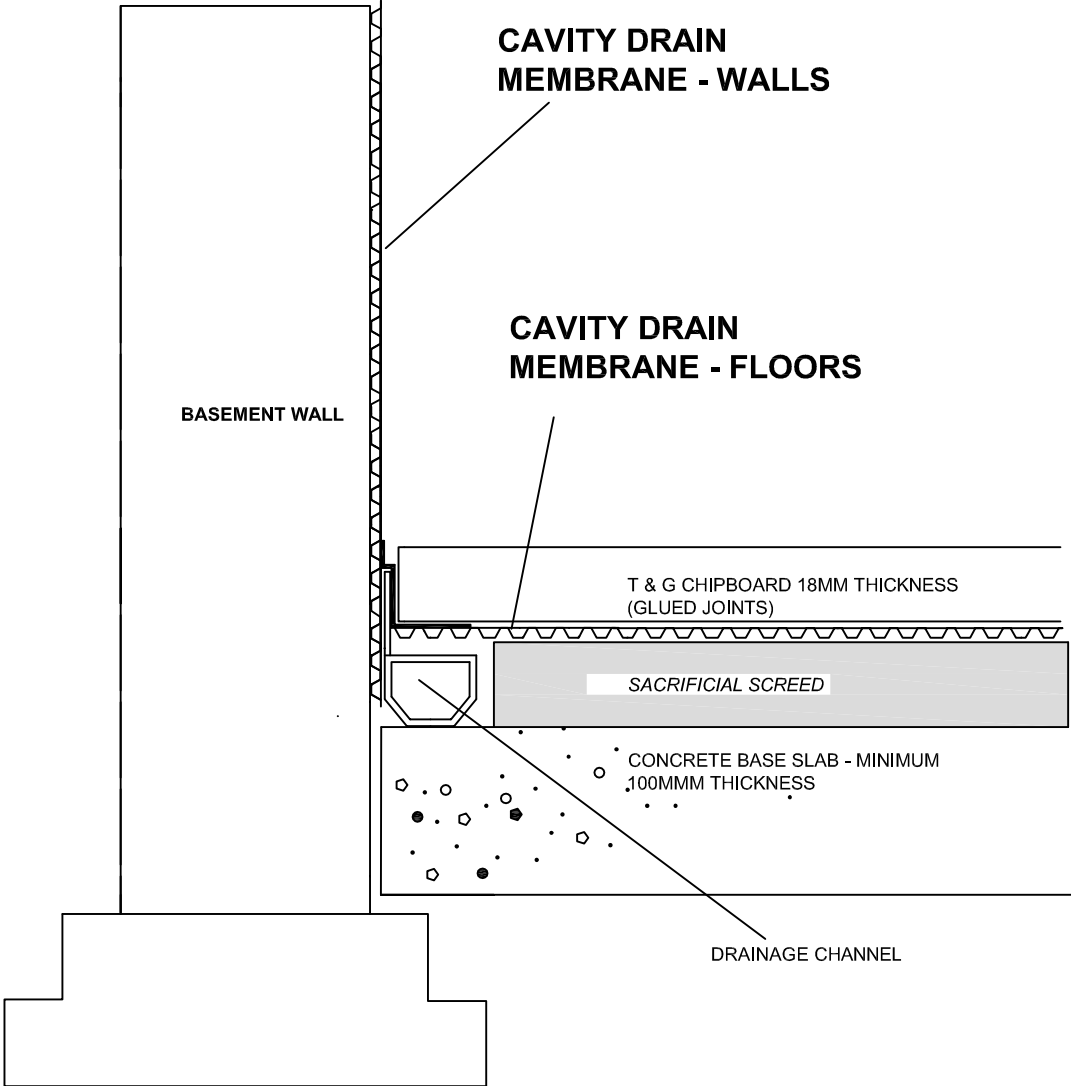 CAVITY DRAIN
MEMBRANE - WALLS
CAVITY DRAIN
MEMBRANE - FLOORS
BASEMENT WALL
T & G CHIPBOARD 18MM THICKNESS
(GLUED JOINTS)
SACRIFICIAL SCREED
CONCRETE BASE SLAB - MINIMUM
100MMM THICKNESS
DRAINAGE CHANNEL